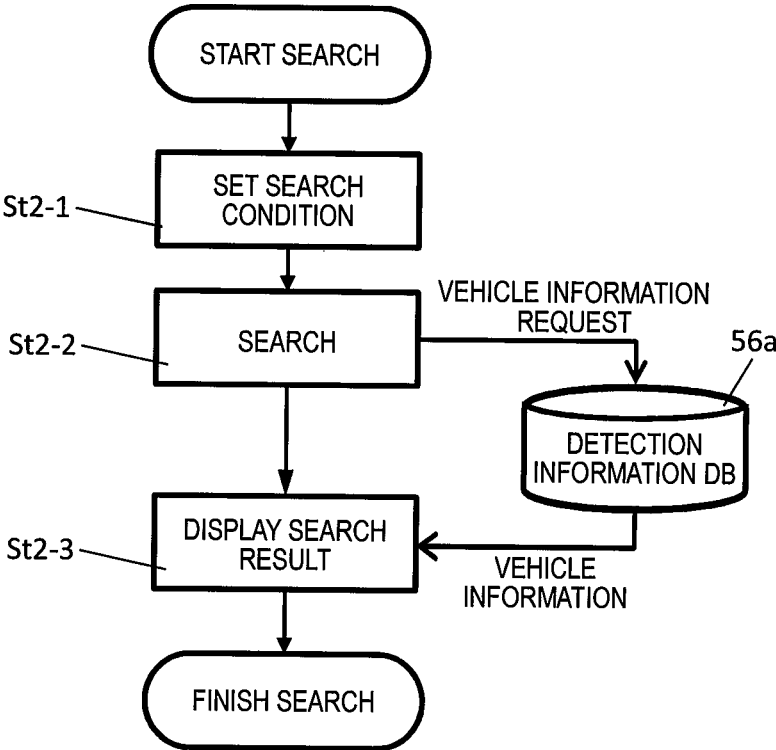 START SEARCH
St2-1
SET SEARCH
CONDITION
St2-2
SEARCH
VEHICLE INFORMATION
REQUEST
56a
DETECTION
INFORMATION DB
St2-3
DISPLAY SEARCH
RESULT
VEHICLE
INFORMATION
FINISH SEARCH